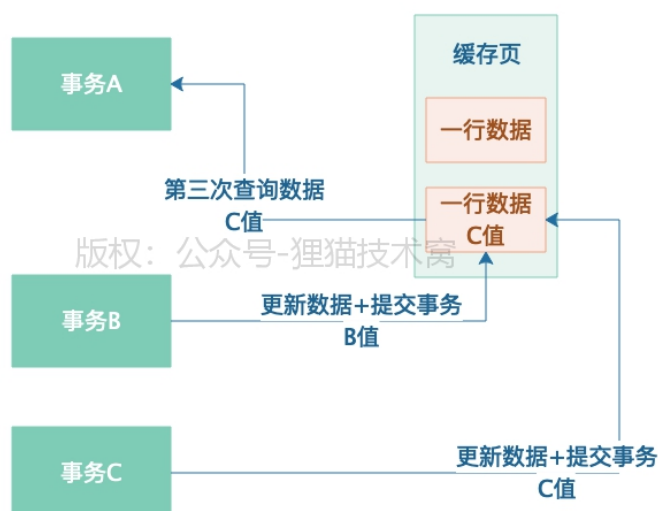 缓存页
事务A
一行数据
第三次查询数据
C值
一行数据
C值
版权：公众号-狸猫技术窝
事务B
更新数据+提交事务
B值
事务C
更新数据+提交事务
C值